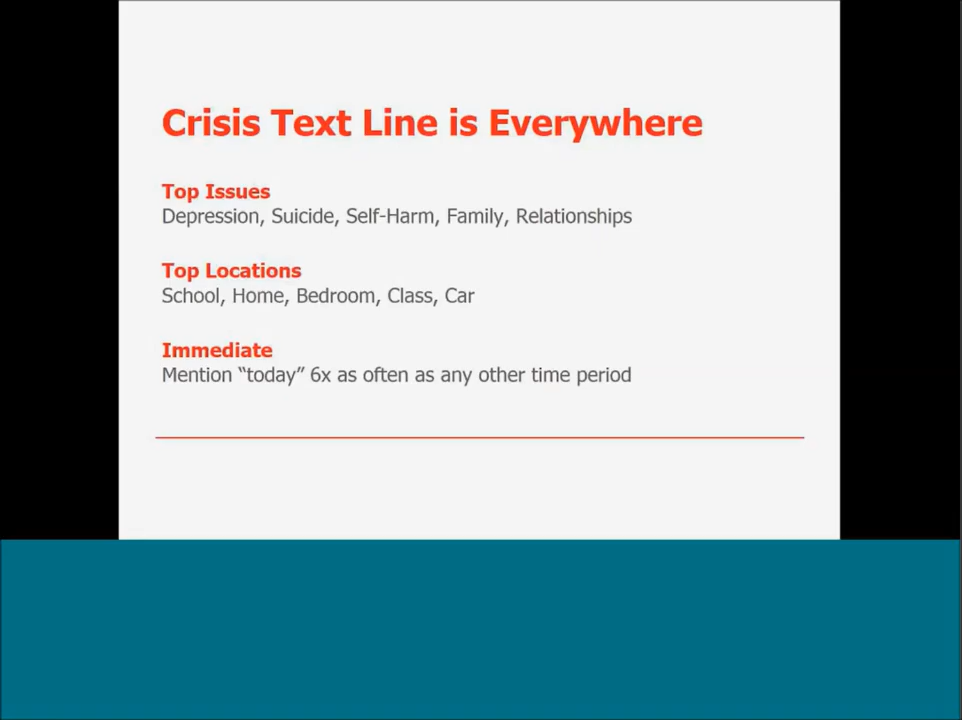 Crisis Text Line is Everywhere
Top Issues
Depression, Suicide, Self-Harm, Family, Relationships
Top Locations
School, Home, Bedroom, Class, Car
Immediate
Mention “today” 6x as often as any other time period